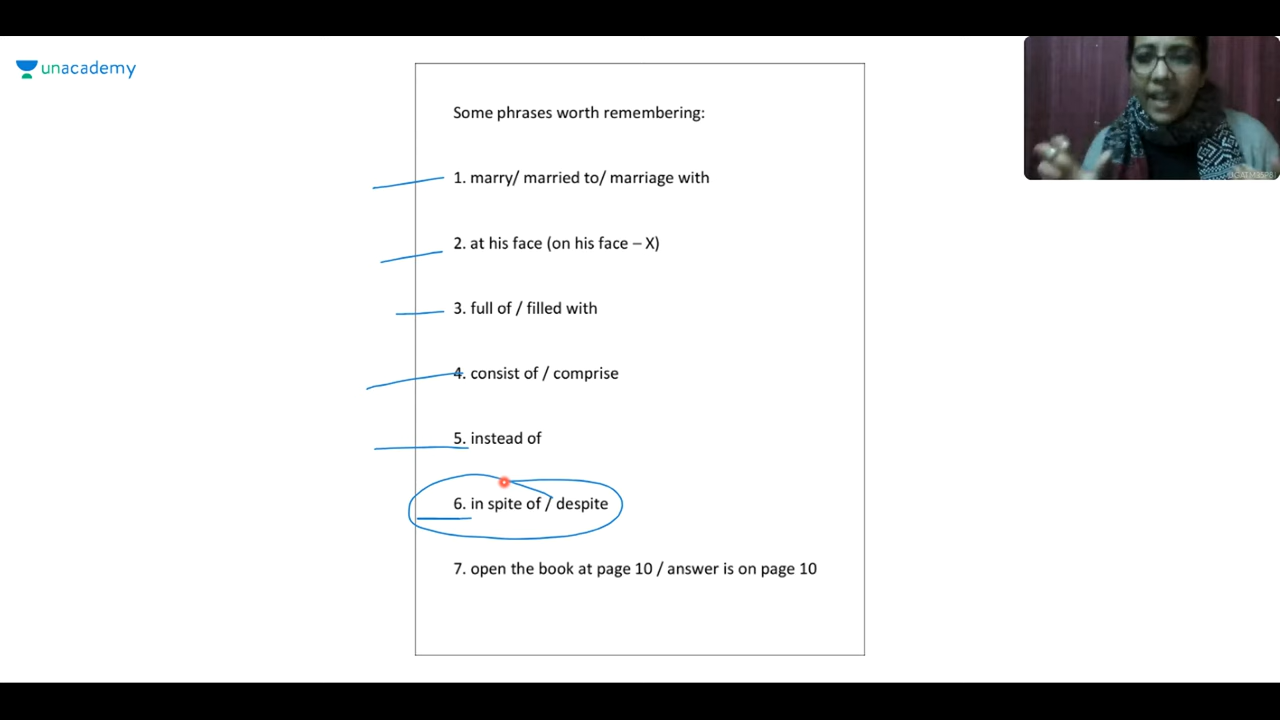 unacademy
Some phrases worth remembering:
1. marry/ married to/ marriage with
2. at his face (on his face – X)
3. full of / filled with
4. consist of / comprise
5. instead of
6. in spite of / despite
7. open the book at page 10 / answer is on page 10